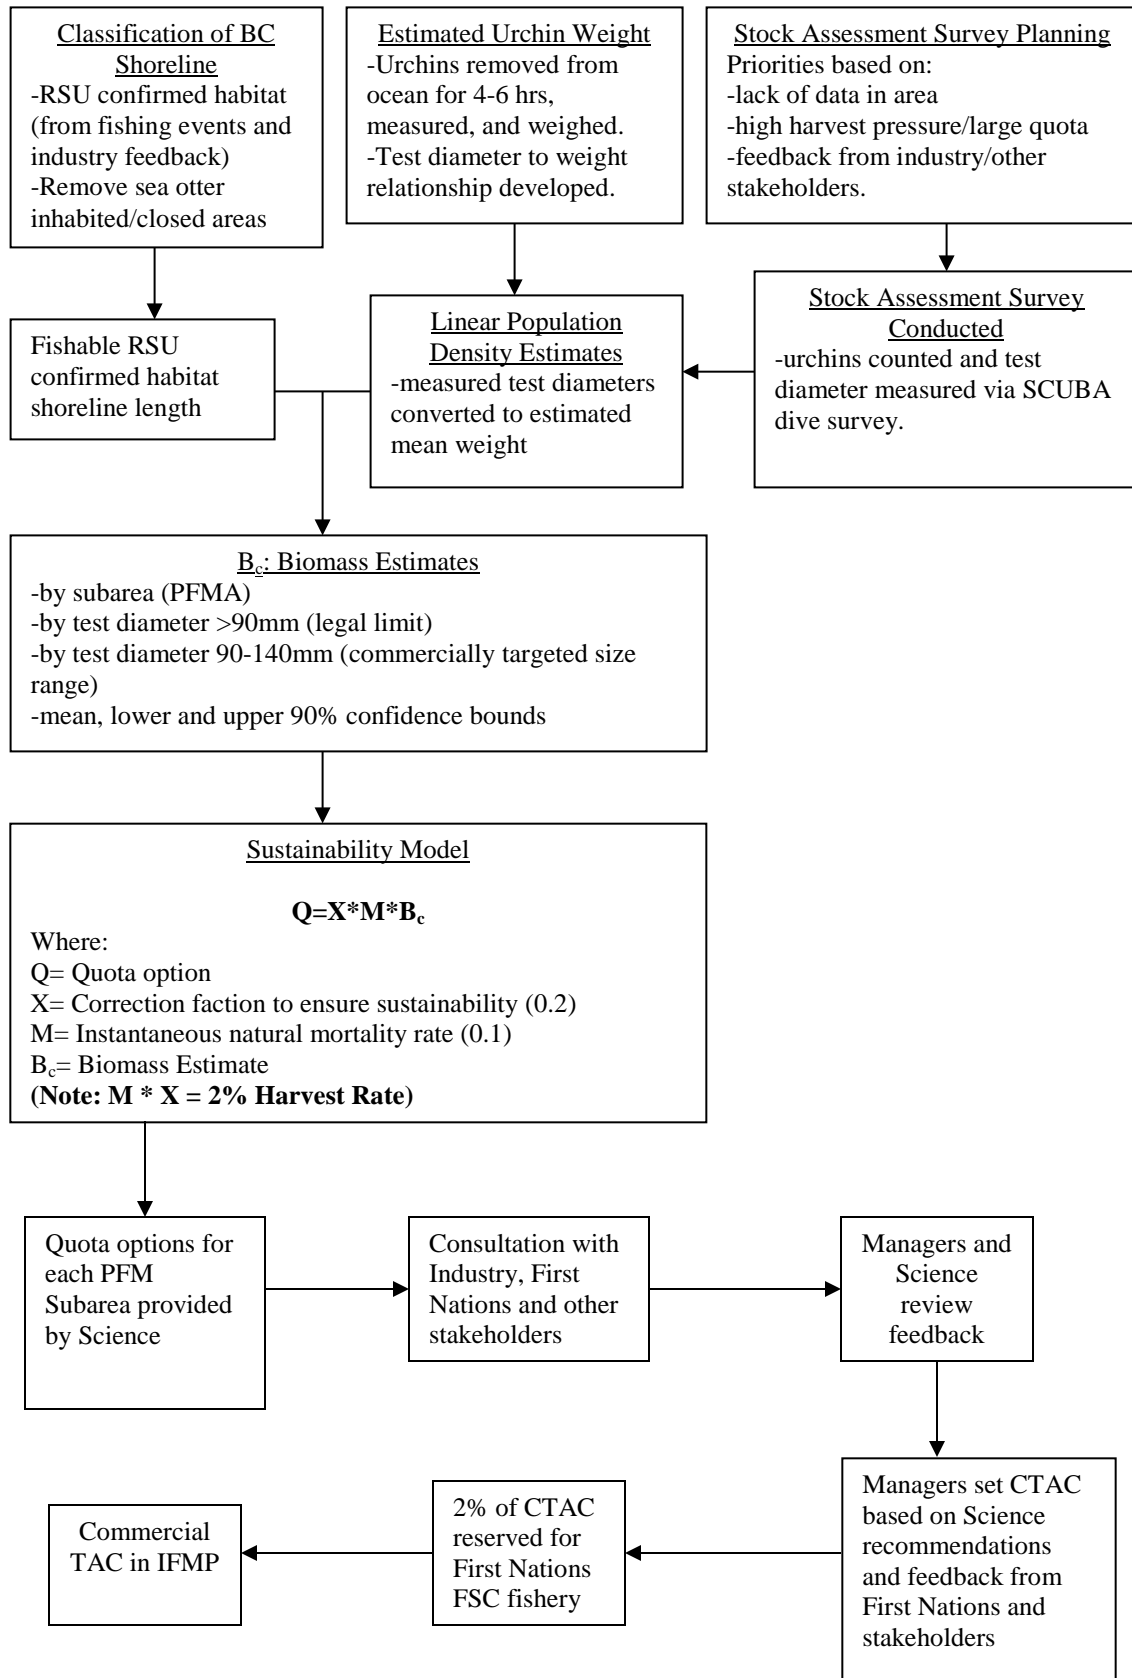 Classification of BC
Shoreline
-RSU confirmed habitat
(from fishing events and
industry feedback)
-Remove sea otter
inhabited/closed areas
Estimated Urchin Weight
-Urchins removed from
ocean for 4-6 hrs,
measured, and weighed.
-Test diameter to weight
relationship developed.
Stock Assessment Survey Planning
Priorities based on:
-lack of data in area
-high harvest pressure/large quota
-feedback from industry/other
stakeholders.
Fishable RSU
confirmed habitat
shoreline length
Linear Population
Density Estimates
-measured test diameters
converted to estimated
mean weight
Stock Assessment Survey
Conducted
-urchins counted and test
diameter measured via SCUBA
dive survey.
Bc: Biomass Estimates
-by subarea (PFMA)
-by test diameter >90mm (legal limit)
-by test diameter 90-140mm (commercially targeted size
range)
-mean, lower and upper 90% confidence bounds
Sustainability Model
Q=X*M*Bc
Where:
Q= Quota option
X= Correction faction to ensure sustainability (0.2)
M= Instantaneous natural mortality rate (0.1)
Bc= Biomass Estimate
(Note: M * X = 2% Harvest Rate)
Quota options for
each PFM
Subarea provided
by Science
Consultation with
Industry, First
Nations and other
stakeholders
Managers and
Science
review
feedback
Managers set CTAC
based on Science
recommendations
and feedback from
First Nations and
stakeholders
2% of CTAC
reserved for
First Nations
FSC fishery
Commercial
TAC in IFMP